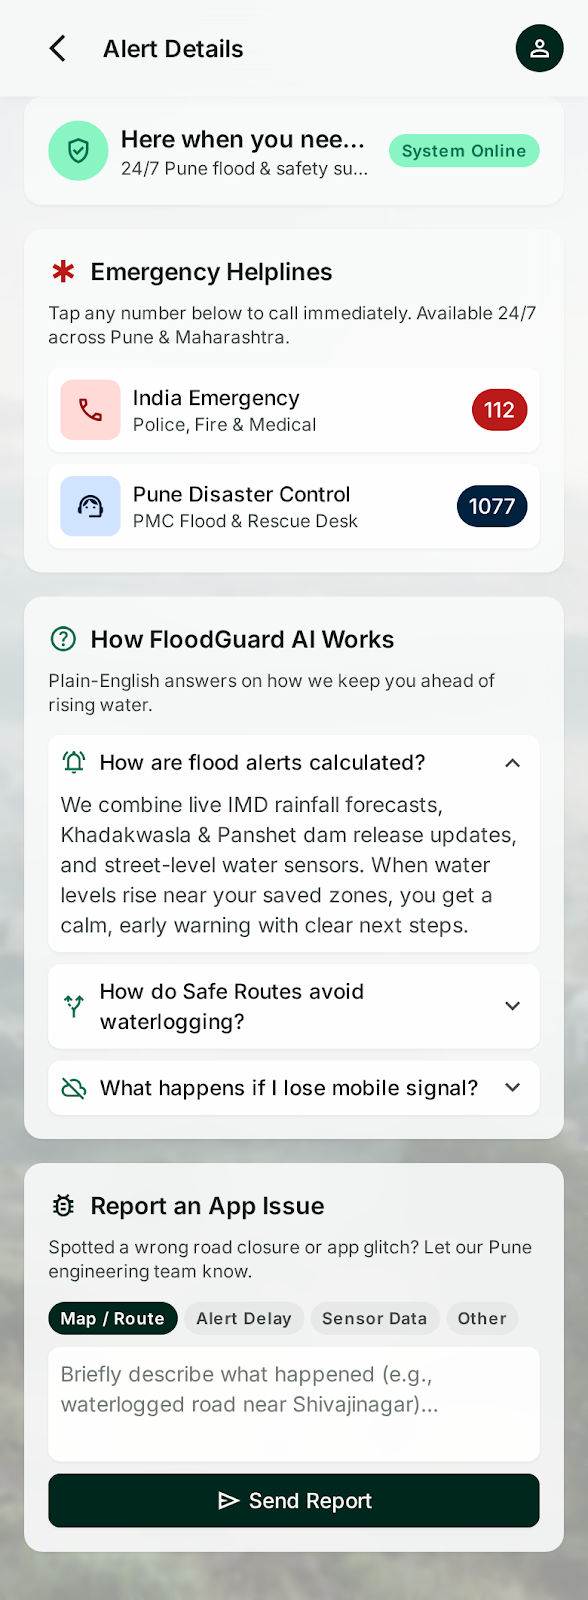 Alert Details
Here when you nee...
24/7 Pune flood & safety su...
System Online
Emergency Helplines
Tap any number below to call immediately. Available 24/7
across Pune & Maharashtra.
India Emergency
Police, Fire & Medical
112
Pune Disaster Control
PMC Flood & Rescue Desk
1077
How FloodGuard AI Works
Plain-English answers on how we keep you ahead of
rising water.
How are flood alerts calculated?
We combine live IMD rainfall forecasts,
Khadakwasla & Panshet dam release updates,
and street-level water sensors. When water
levels rise near your saved zones, you get a
calm, early warning with clear next steps.
How do Safe Routes avoid
waterlogging?
What happens if I lose mobile signal?
Report an App Issue
Spotted a wrong road closure or app glitch? Let our Pune
engineering team know.
Map / Route
Alert Delay
Sensor Data
Other
Briefly describe what happened (e.g.,
waterlogged road near Shivajinagar)...
Send Report